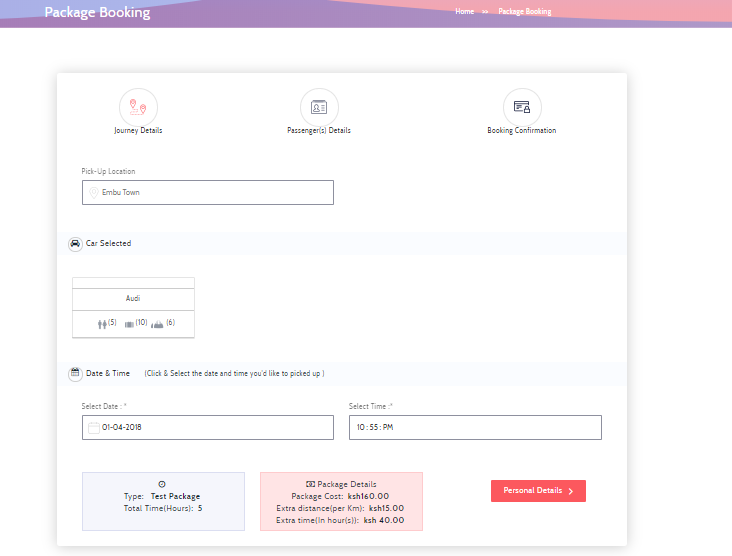 Package Booking
Home >> Package Booking
Journey Details
Passenger(s) Details
Booking Confirmation
Pick-Up Location
Embu Town
Car Selected
Audi
(5) (10) (6)
Date & Time (Click & Select the date and time you'd like to picked up )
Select Date : *
Select Time :*
01-04-2018
10 : 55 : PM
Type: Test Package
Total Time(Hours): 5
Package Details
Package Cost: ksh160.00
Extra distance(per Km): ksh15.00
Extra time(in hour(s)): ksh 40.00
Personal Details >